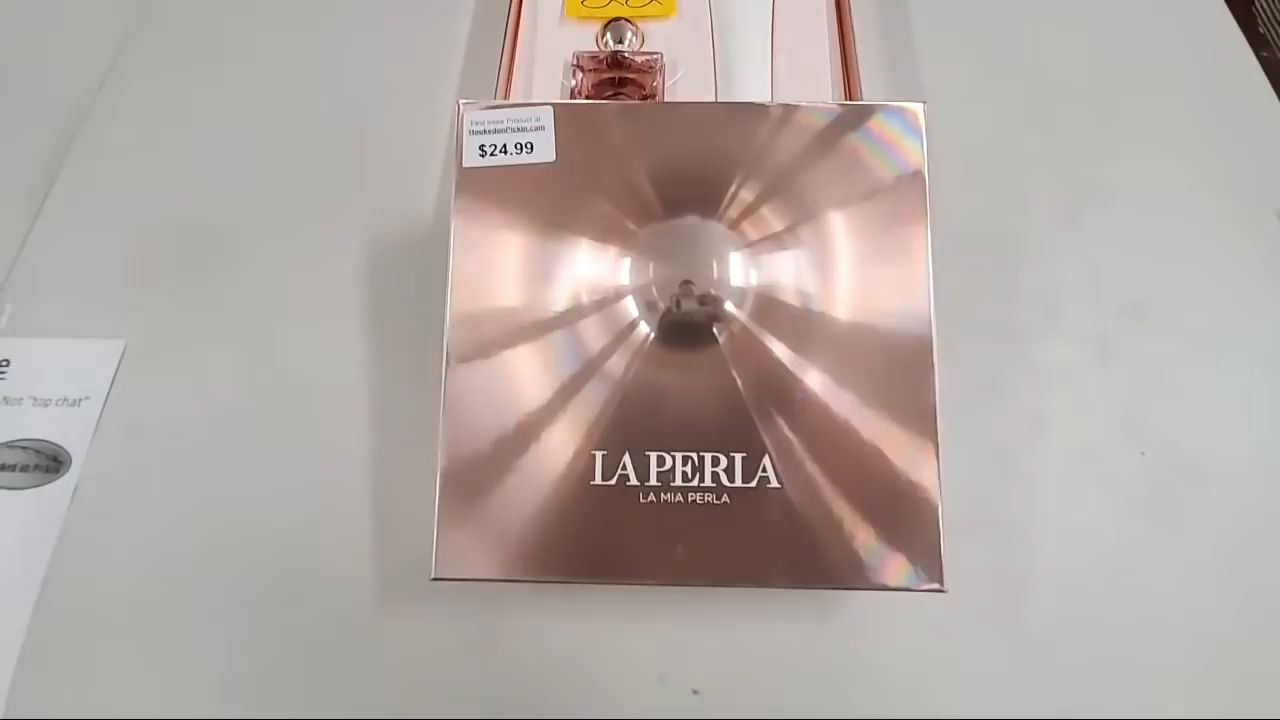 Find more Product at
HookedonPickin.com
$24.99
LA PERLA
LA MIA PERLA
Not "top chat"